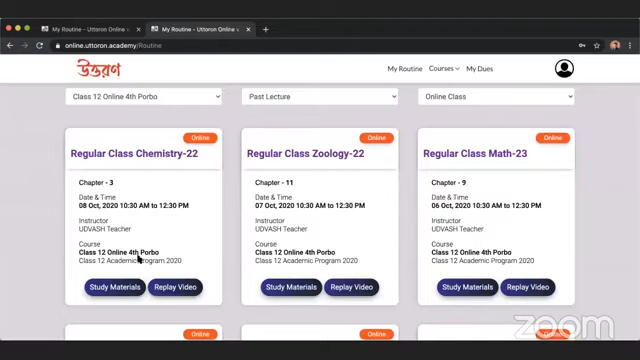 My Routine - Uttoron Online v
My Routine - Uttoron Online v
online.uttoron.academy/Routine
উত্তরণ
My Routine
Courses
My Dues
Class 12 Online 4th Porbo
Past Lecture
Online Class
Online
Regular Class Chemistry-22
Chapter - 3
Date & Time
08 Oct, 2020 10:30 AM to 12:30 PM
Instructor
UDVASH Teacher
Course
Class 12 Online 4th Porbo
Class 12 Academic Program 2020
Study Materials
Replay Video
Online
Regular Class Zoology-22
Chapter - 11
Date & Time
07 Oct, 2020 10:30 AM to 12:30 PM
Instructor
UDVASH Teacher
Course
Class 12 Online 4th Porbo
Class 12 Academic Program 2020
Study Materials
Replay Video
Online
Regular Class Math-23
Chapter - 9
Date & Time
06 Oct, 2020 10:30 AM to 12:30 PM
Instructor
UDVASH Teacher
Course
Class 12 Online 4th Porbo
Class 12 Academic Program 2020
Study Materials
Replay Video
Online
Online
Online
zoom